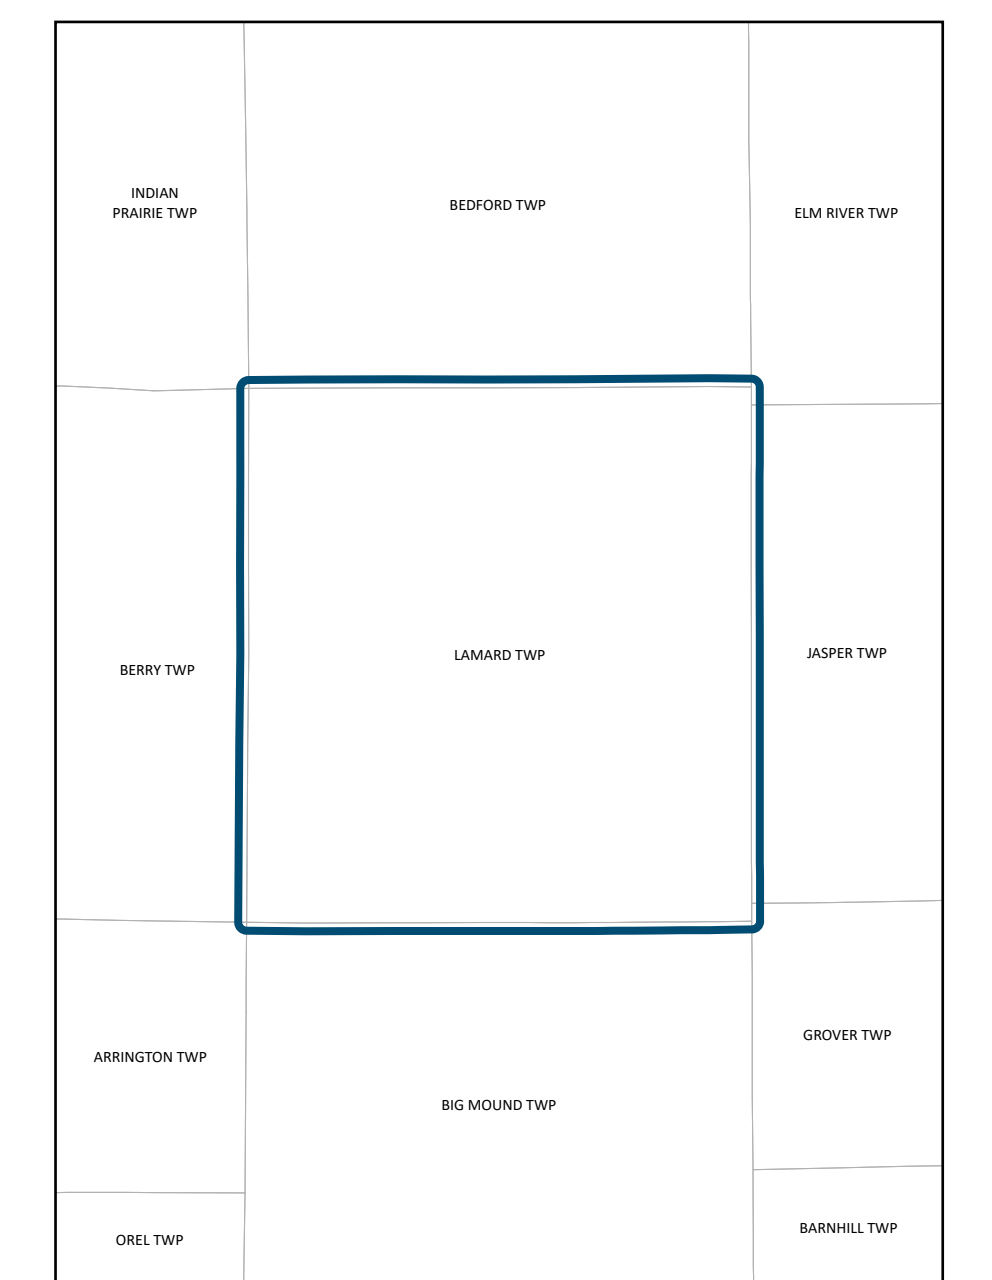 INDIAN
PRAIRIE TWP
BEDFORD TWP
ELM RIVER TWP
BERRY TWP
LAMARD TWP
JASPER TWP
ARRINGTON TWP
BIG MOUND TWP
GROVER TWP
OREL TWP
BARNHILL TWP